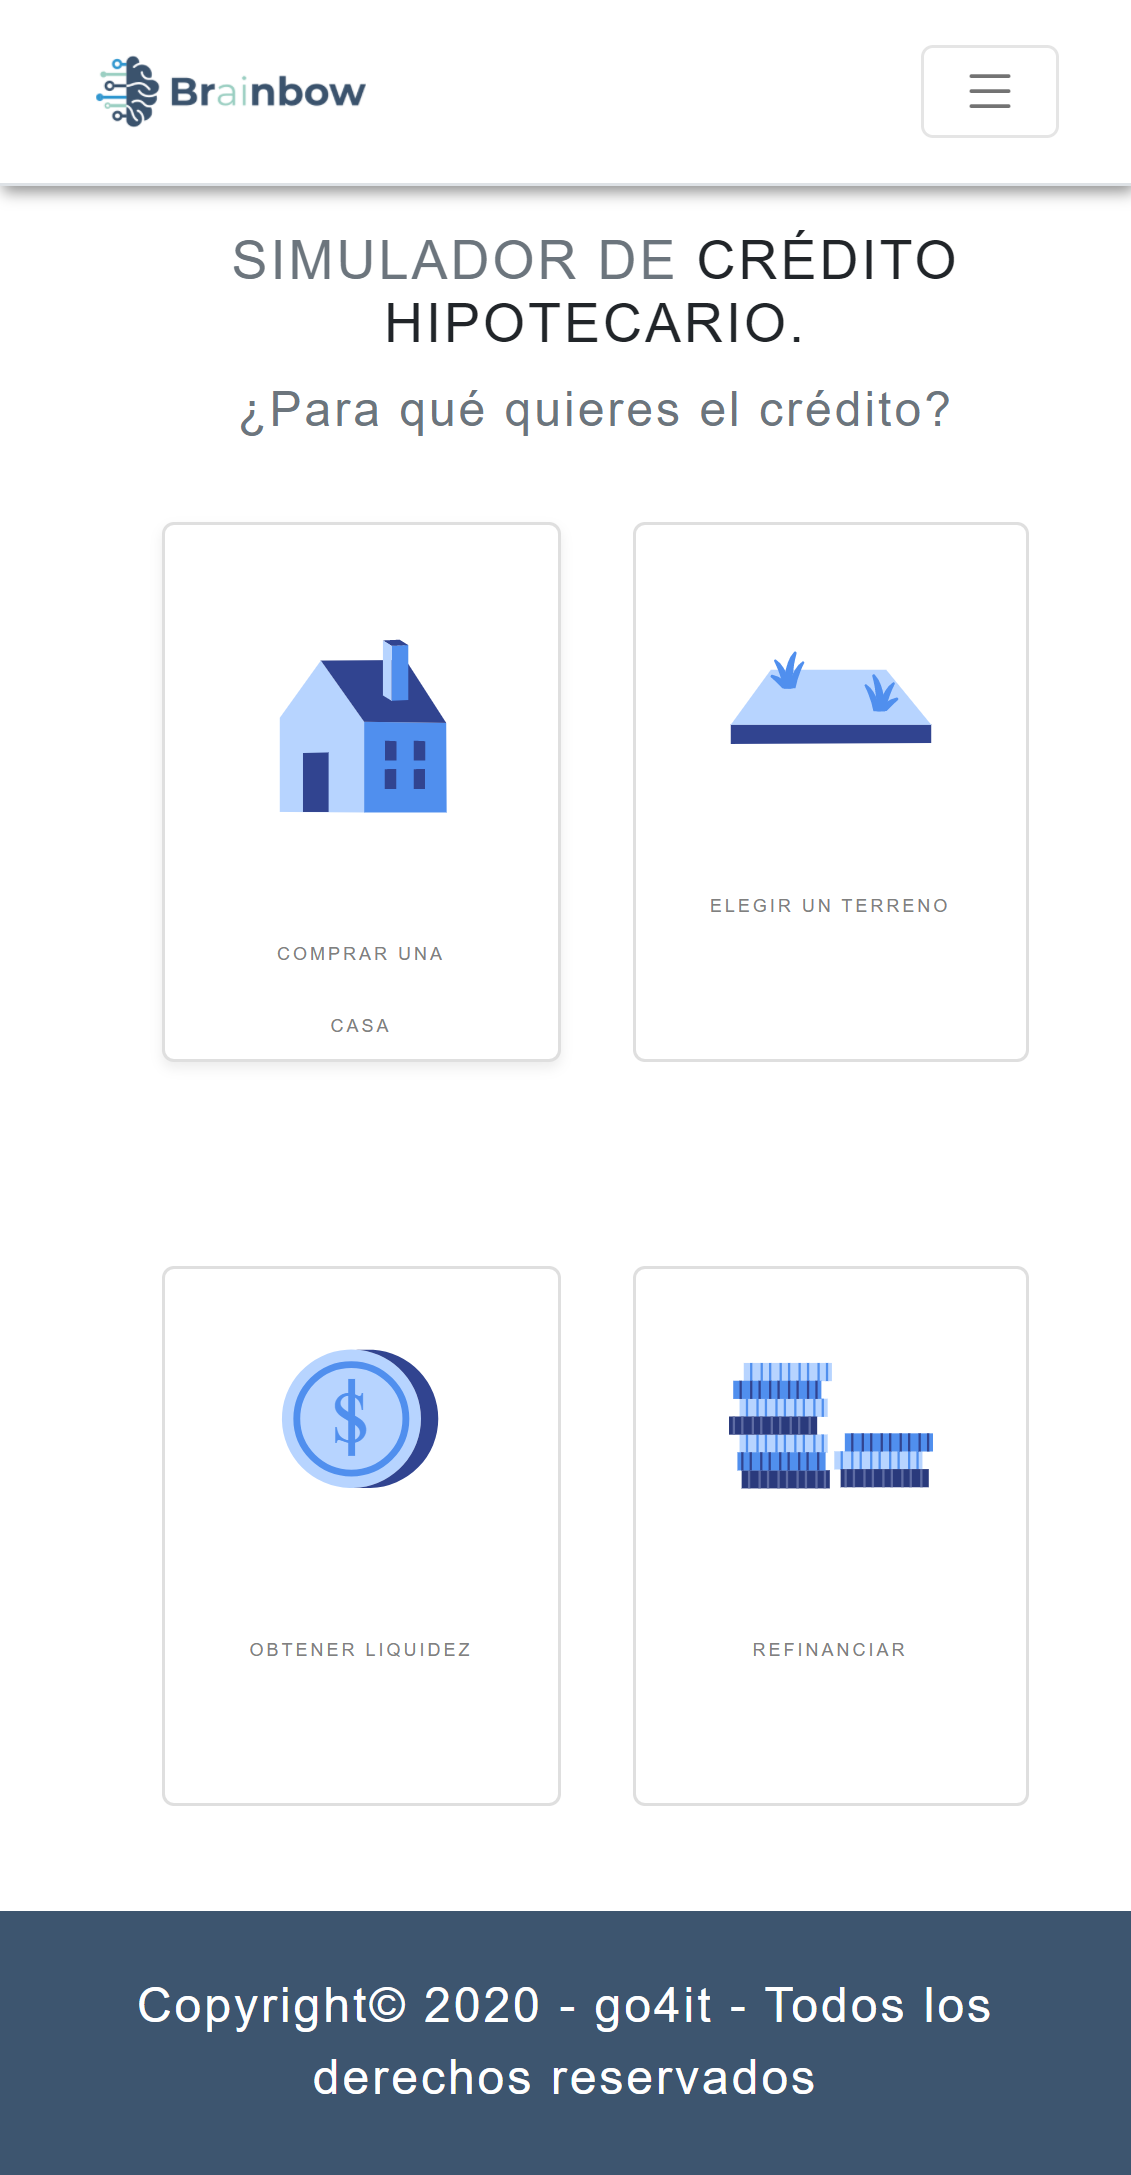 Brainbow
SIMULADOR DE CRÉDITO
HIPOTECARIO.
¿Para qué quieres el crédito?
COMPRAR UNA
CASA
ELEGIR UN TERRENO
$
OBTENER LIQUIDEZ
REFINANCIAR
Copyright© 2020 - go4it - Todos los
derechos reservados